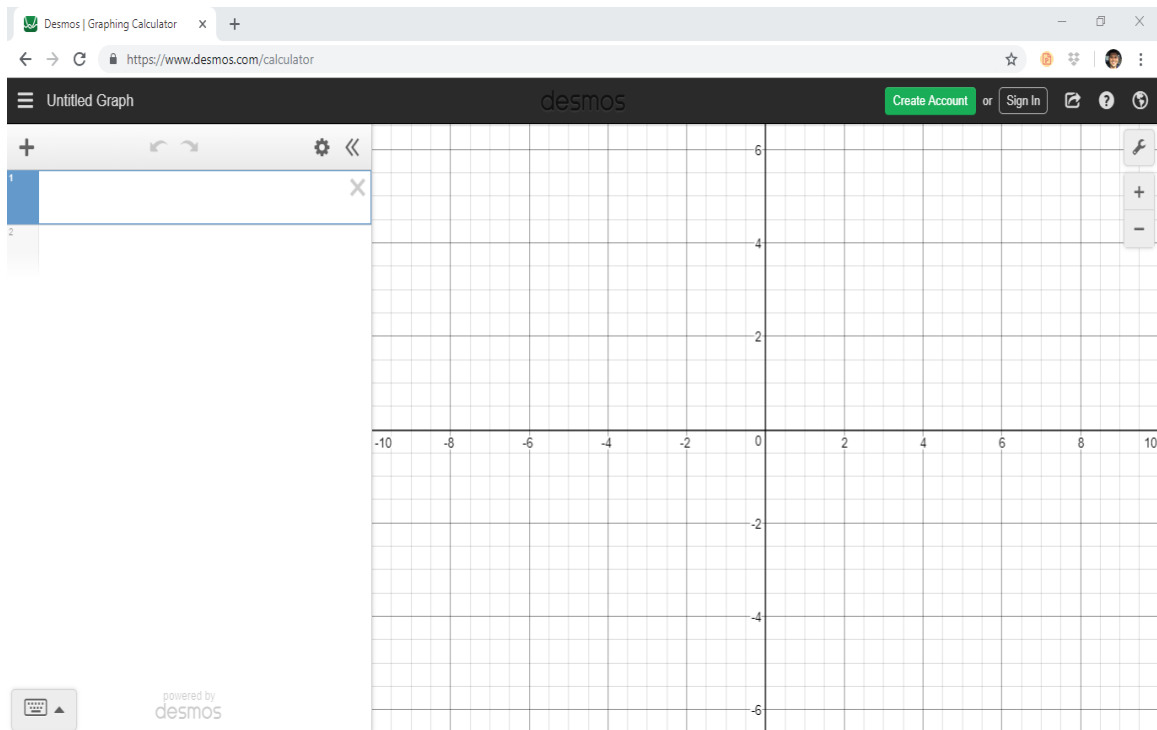 Desmos | Graphing Calculator
https://www.desmos.com/calculator
Untitled Graph desmos Create Account or Sign In
1
2
6
4
2
-10 -8 -6 -4 -2 0 2 4 6 8 10
-2
-4
-6
powered by
desmos